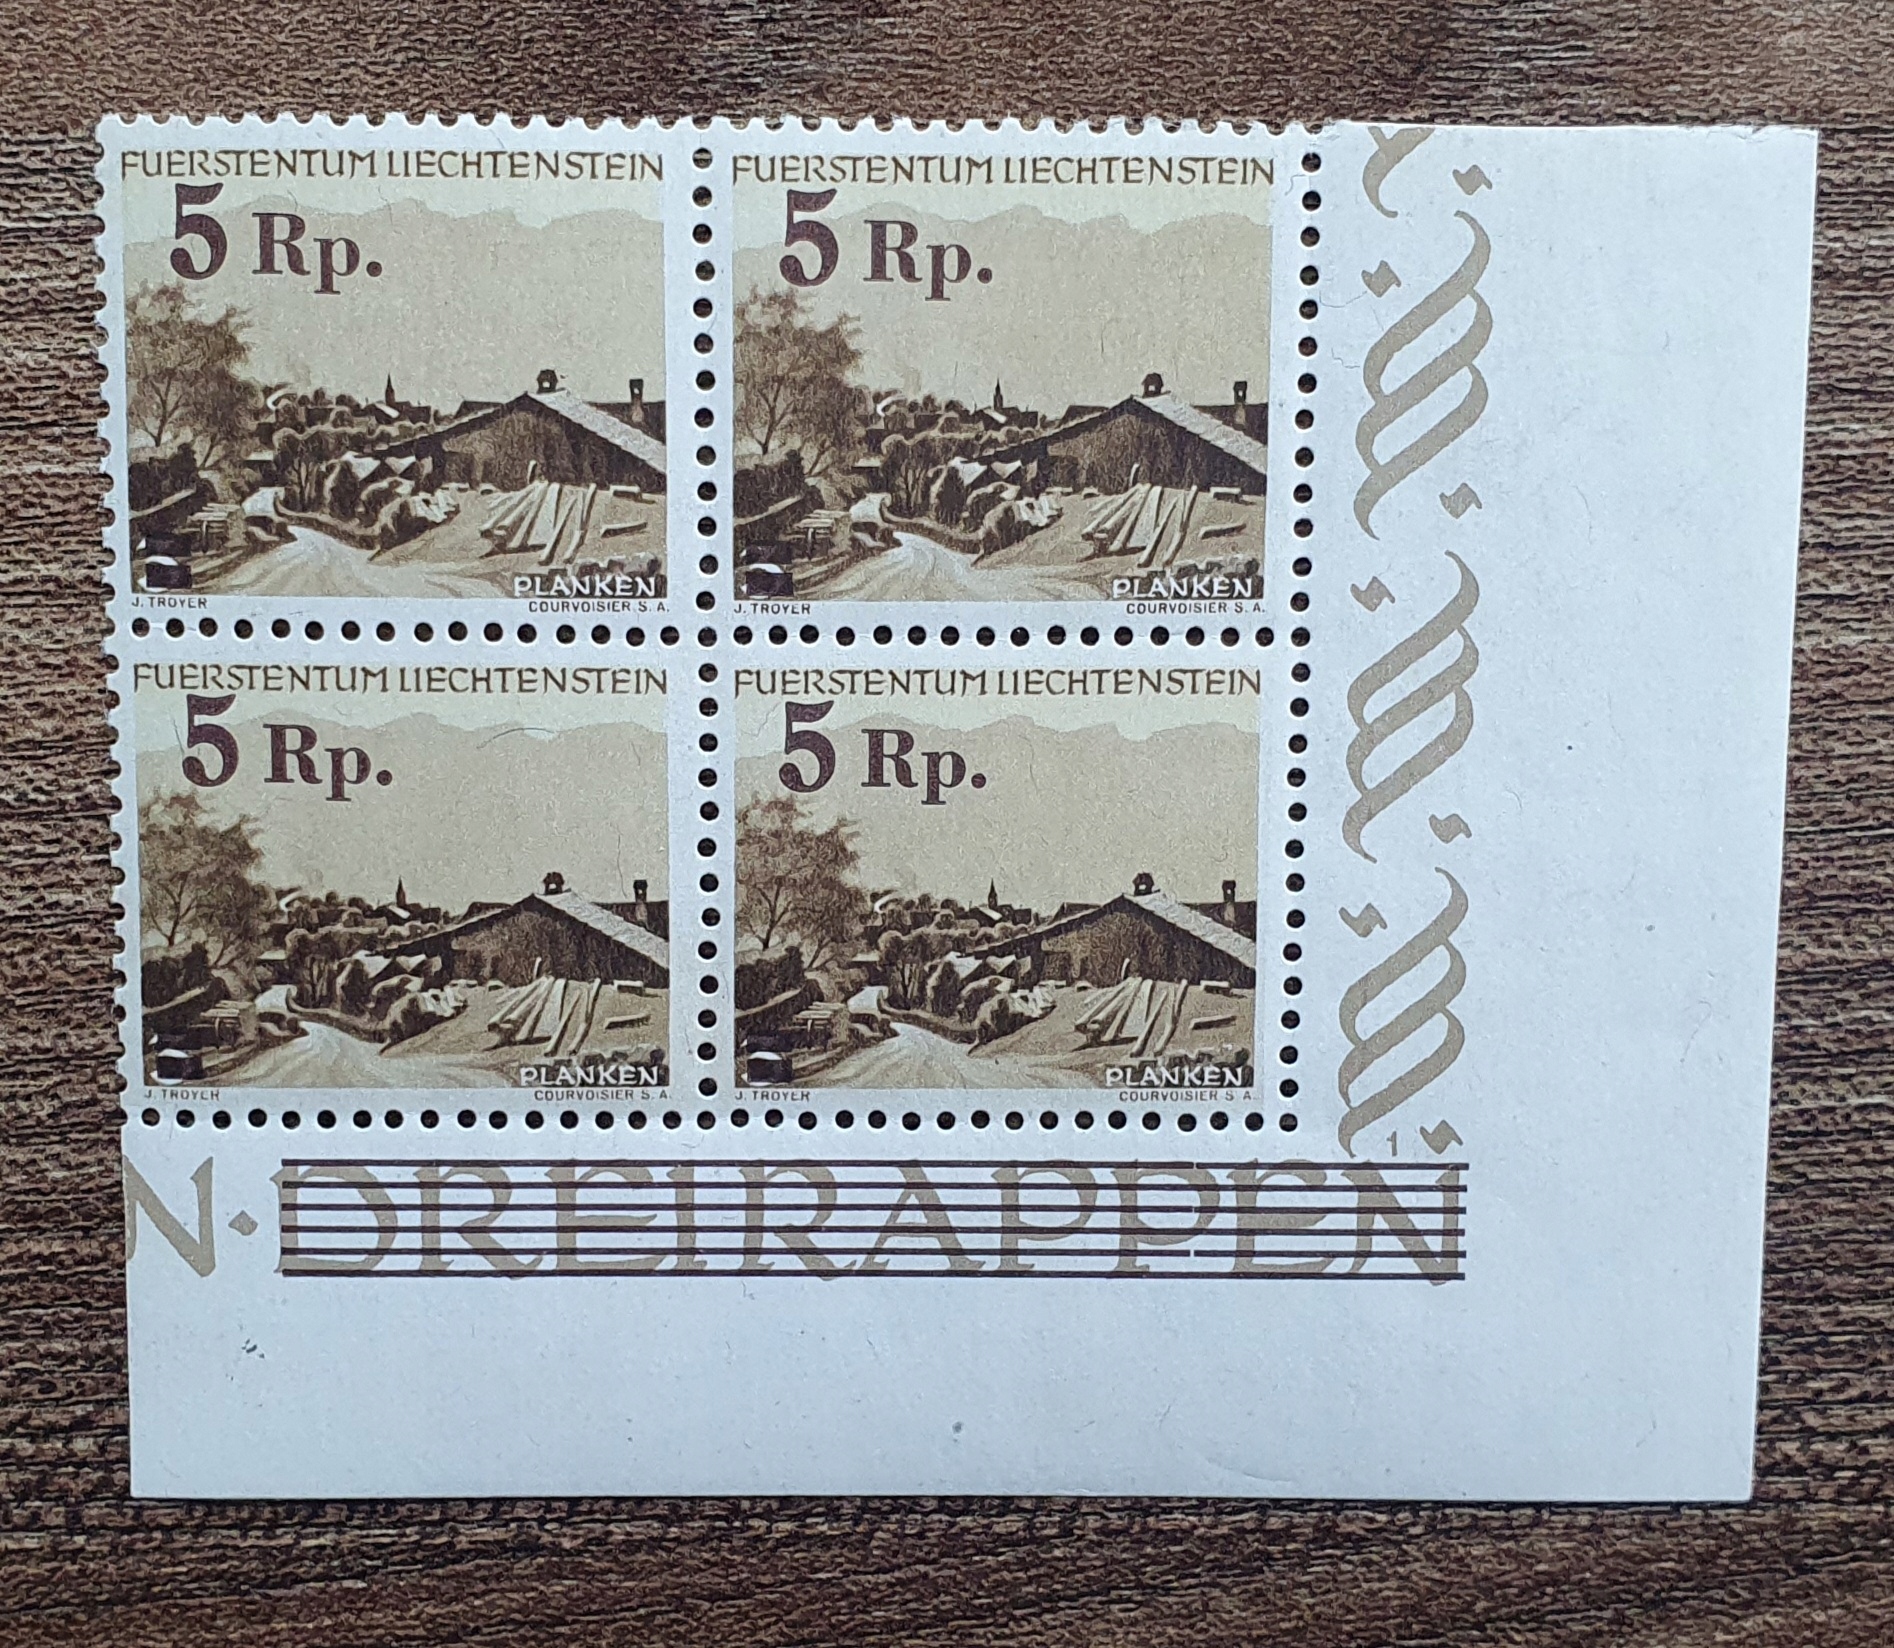 FUERSTENTUM LIECHTENSTEIN
5 Rp.
PLANKEN
J. TROYER
COURVOISIER S. A.
FUERSTENTUM LIECHTENSTEIN
5 Rp.
PLANKEN
J. TROYER
COURVOISIER S. A.
FUERSTENTUM LIECHTENSTEIN
5 Rp.
PLANKEN
J. TROYER
COURVOISIER S. A.
FUERSTENTUM LIECHTENSTEIN
5 Rp.
PLANKEN
J. TROYER
COURVOISIER S. A.
1
N · DREIRAPPEN